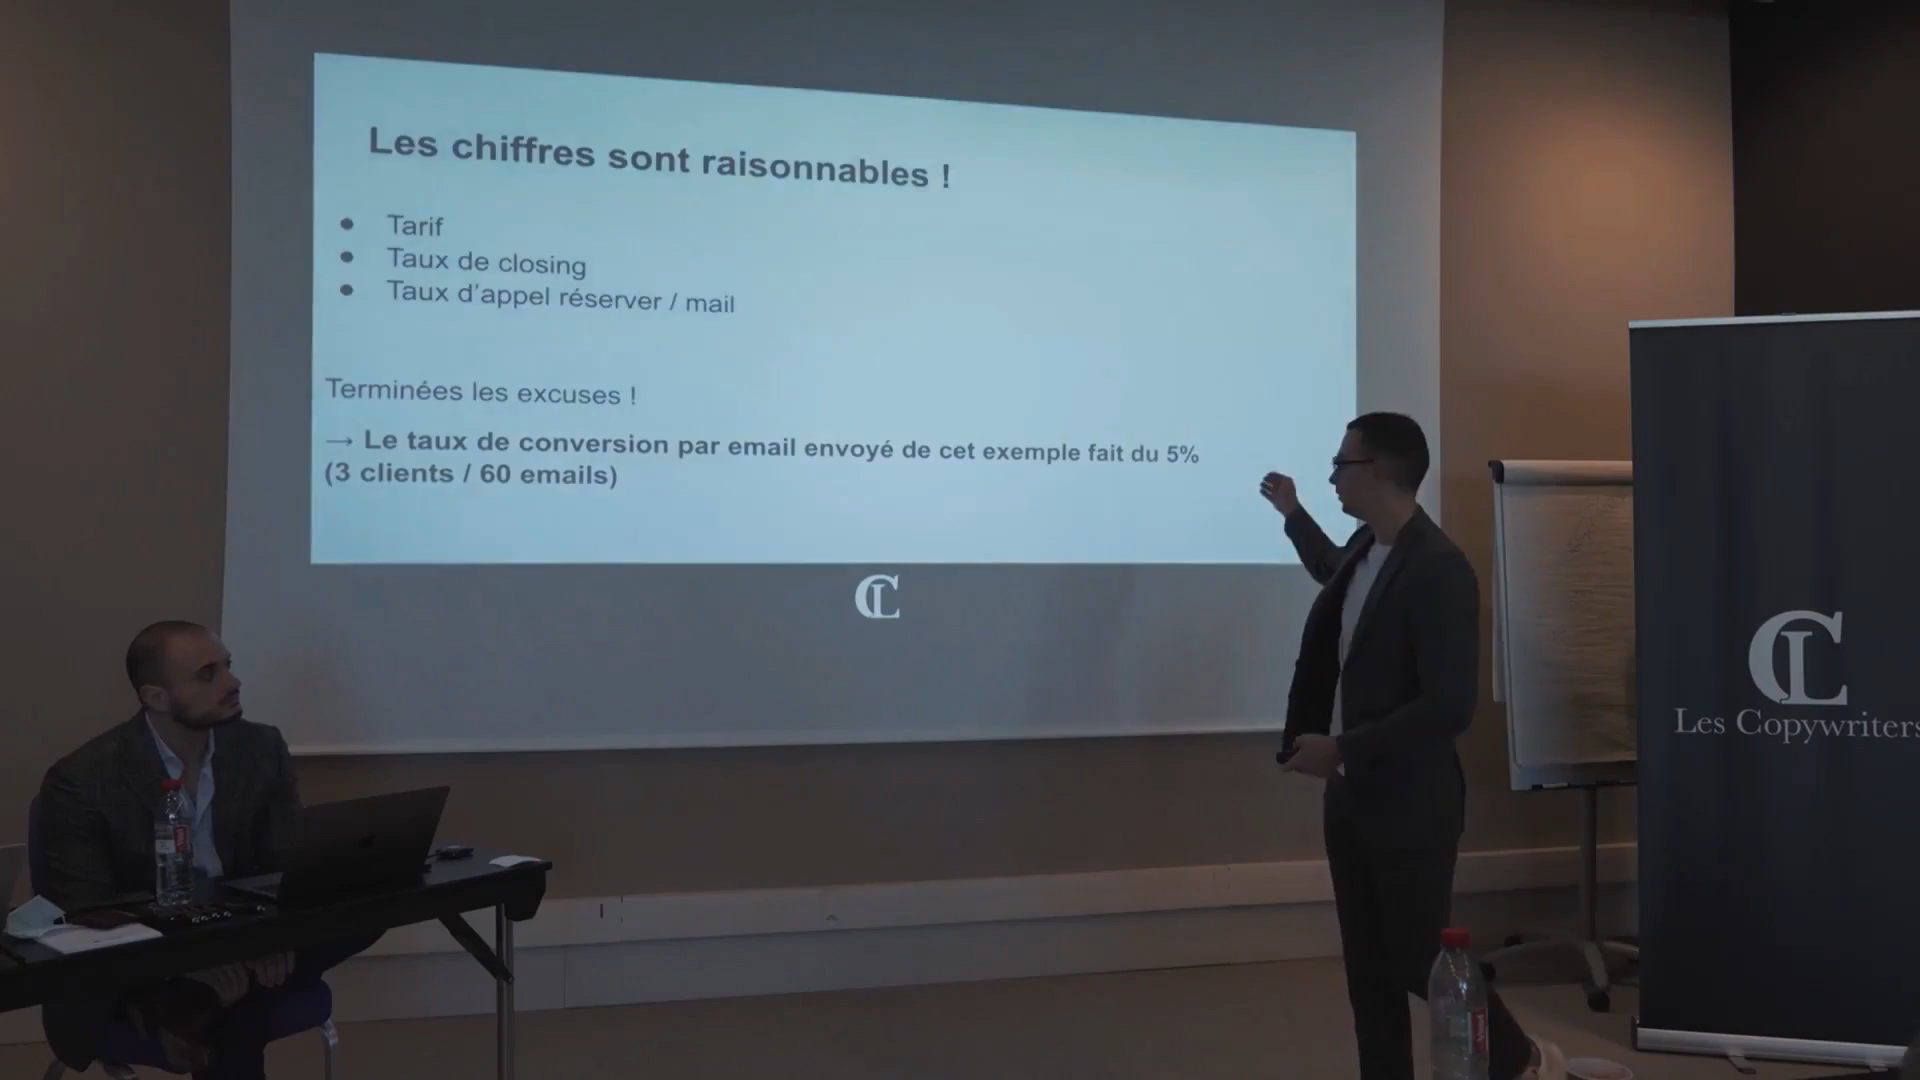 Les chiffres sont raisonnables !
● Tarif
● Taux de closing
● Taux d'appel réserver / mail
Terminées les excuses !
→ Le taux de conversion par email envoyé de cet exemple fait du 5%
(3 clients / 60 emails)
CL
CL
Les Copywriters